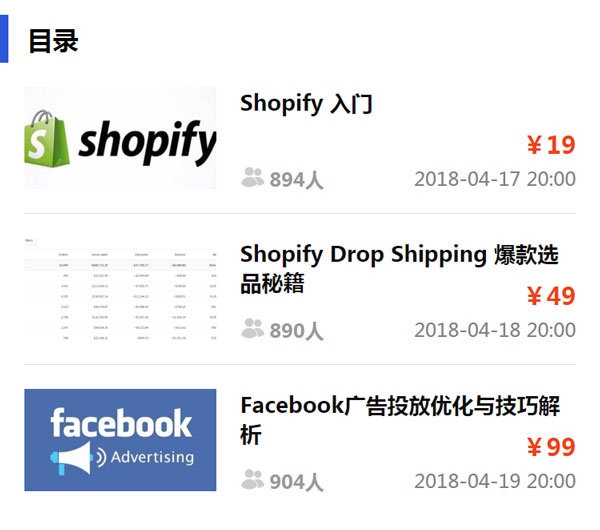 目录
shopify
Shopify 入门
￥19
894人
2018-04-17 20:00
Shopify Drop Shipping 爆款选
品秘籍
￥49
890人
2018-04-18 20:00
facebook
Advertising
Facebook广告投放优化与技巧解
析
￥99
904人
2018-04-19 20:00